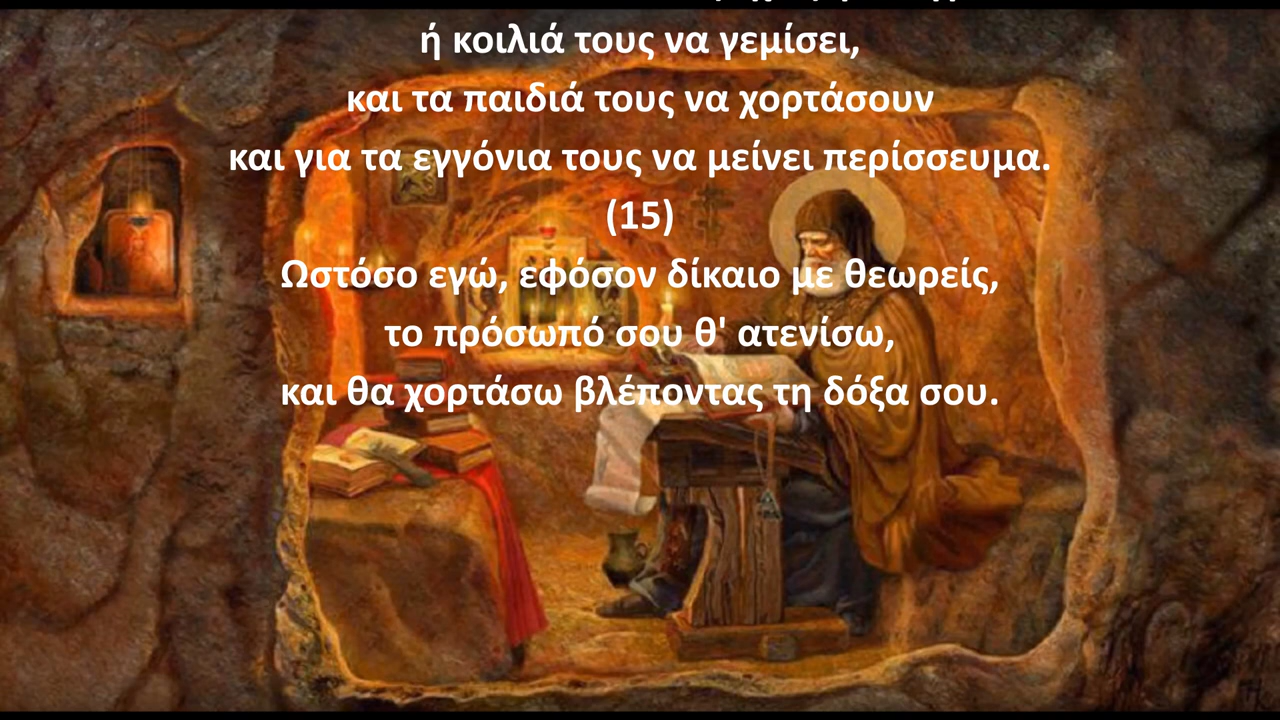 ή κοιλιά τους να γεμίσει,
και τα παιδιά τους να χορτάσουν
και για τα εγγόνια τους να μείνει περίσσευμα.
(15)
Ωστόσο εγώ, εφόσον δίκαιο με θεωρείς,
το πρόσωπό σου θ' ατενίσω,
και θα χορτάσω βλέποντας τη δόξα σου.